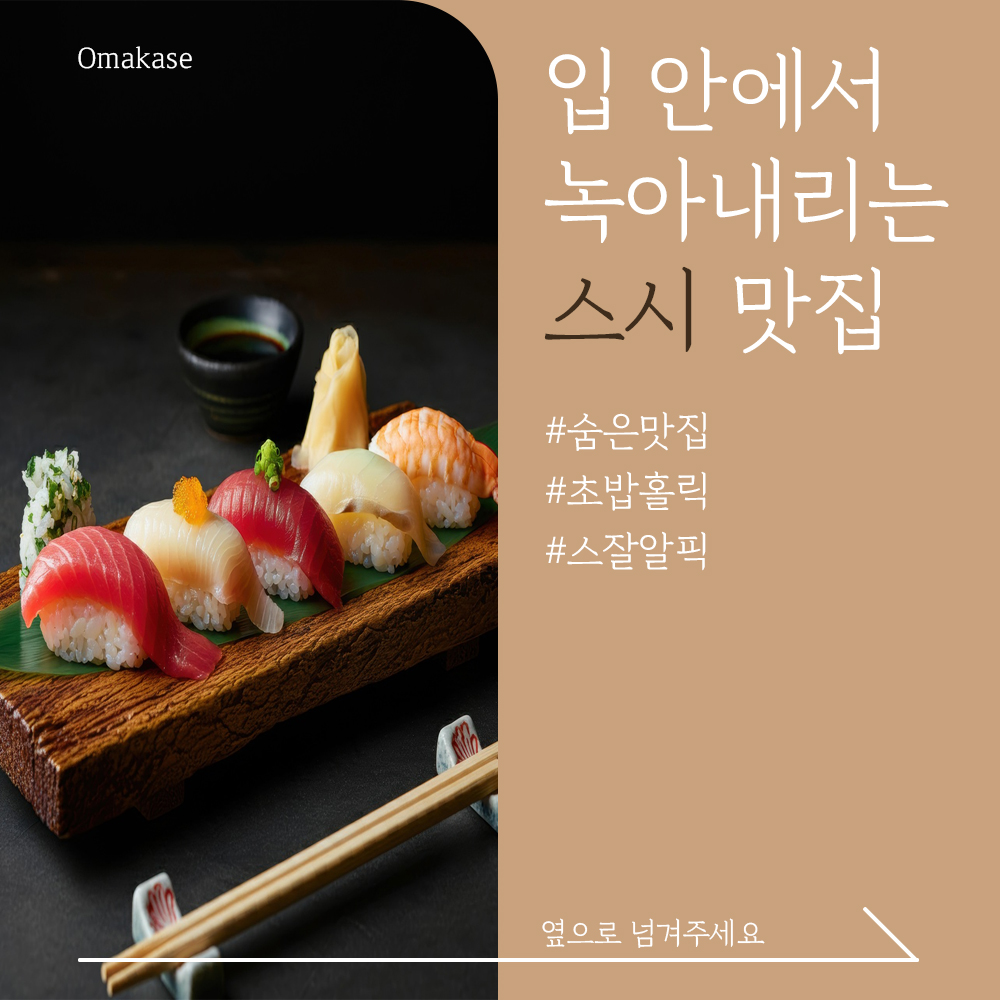 Omakase
입 안에서
녹아내리는
스시 맛집
#숨은맛집
#초밥홀릭
#스잘알픽
옆으로 넘겨주세요